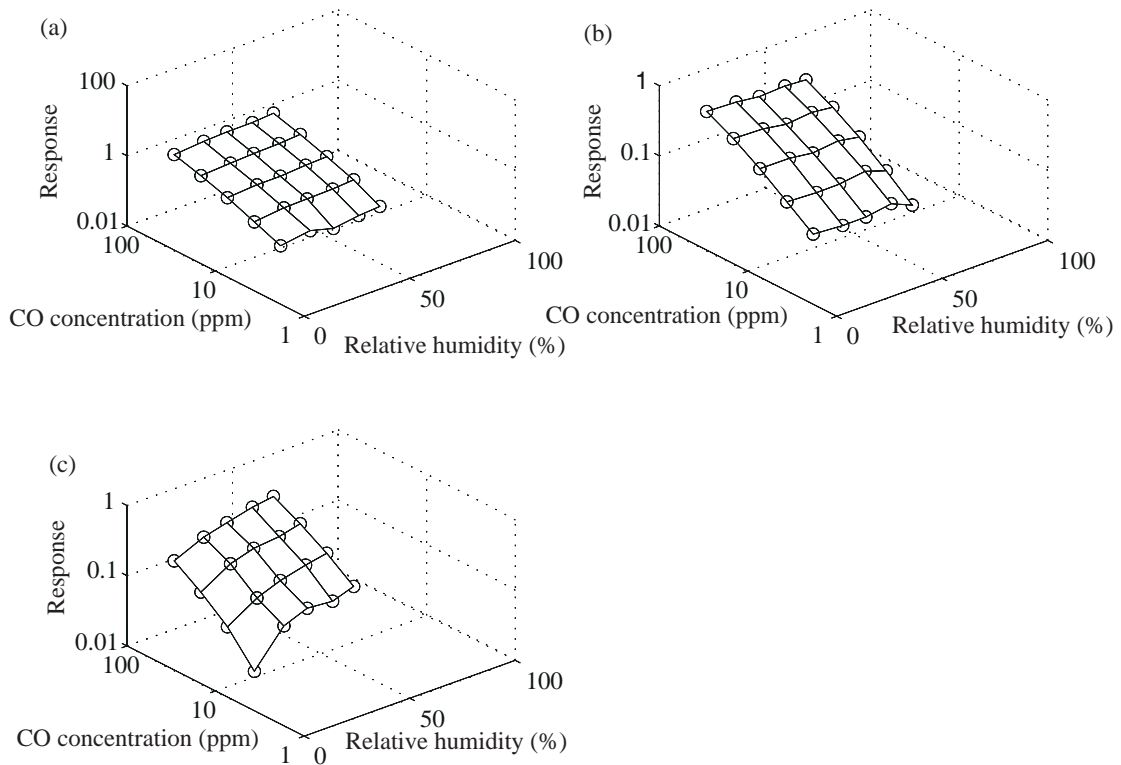 (a)
100
1
0.01
Response
100
10
1
CO concentration (ppm)
0
50
100
Relative humidity (%)
(b)
1
0.1
0.01
Response
100
10
1
CO concentration (ppm)
0
50
100
Relative humidity (%)
(c)
1
0.1
0.01
Response
100
10
1
CO concentration (ppm)
0
50
100
Relative humidity (%)